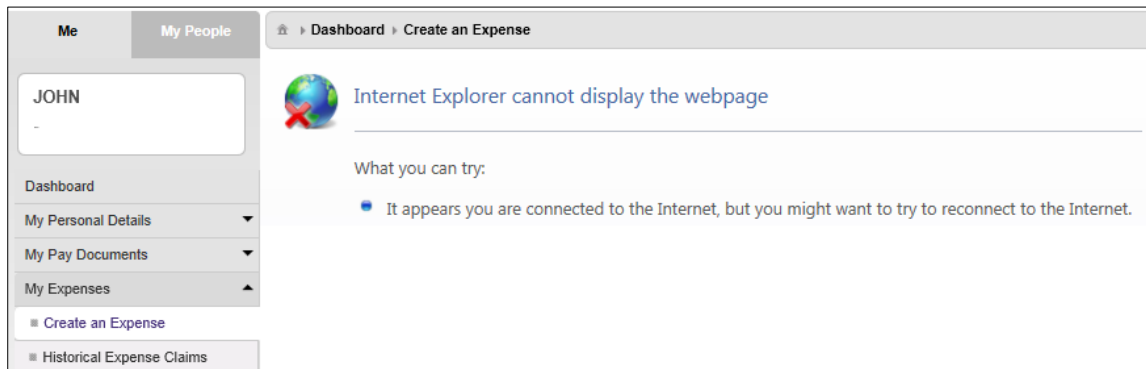 Me
My People
Dashboard
Create an Expense
JOHN
-
Dashboard
My Personal Details
My Pay Documents
My Expenses
Create an Expense
Historical Expense Claims
Internet Explorer cannot display the webpage
What you can try:
It appears you are connected to the Internet, but you might want to try to reconnect to the Internet.